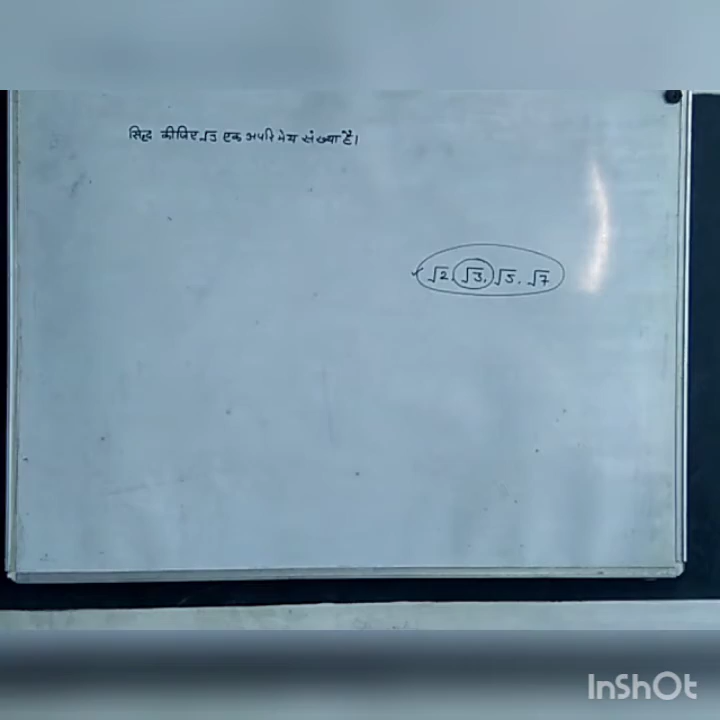 सिद्ध कीजिए √3 एक अपरिमेय संख्या है।
√2, √3, √5, √7
InShOt